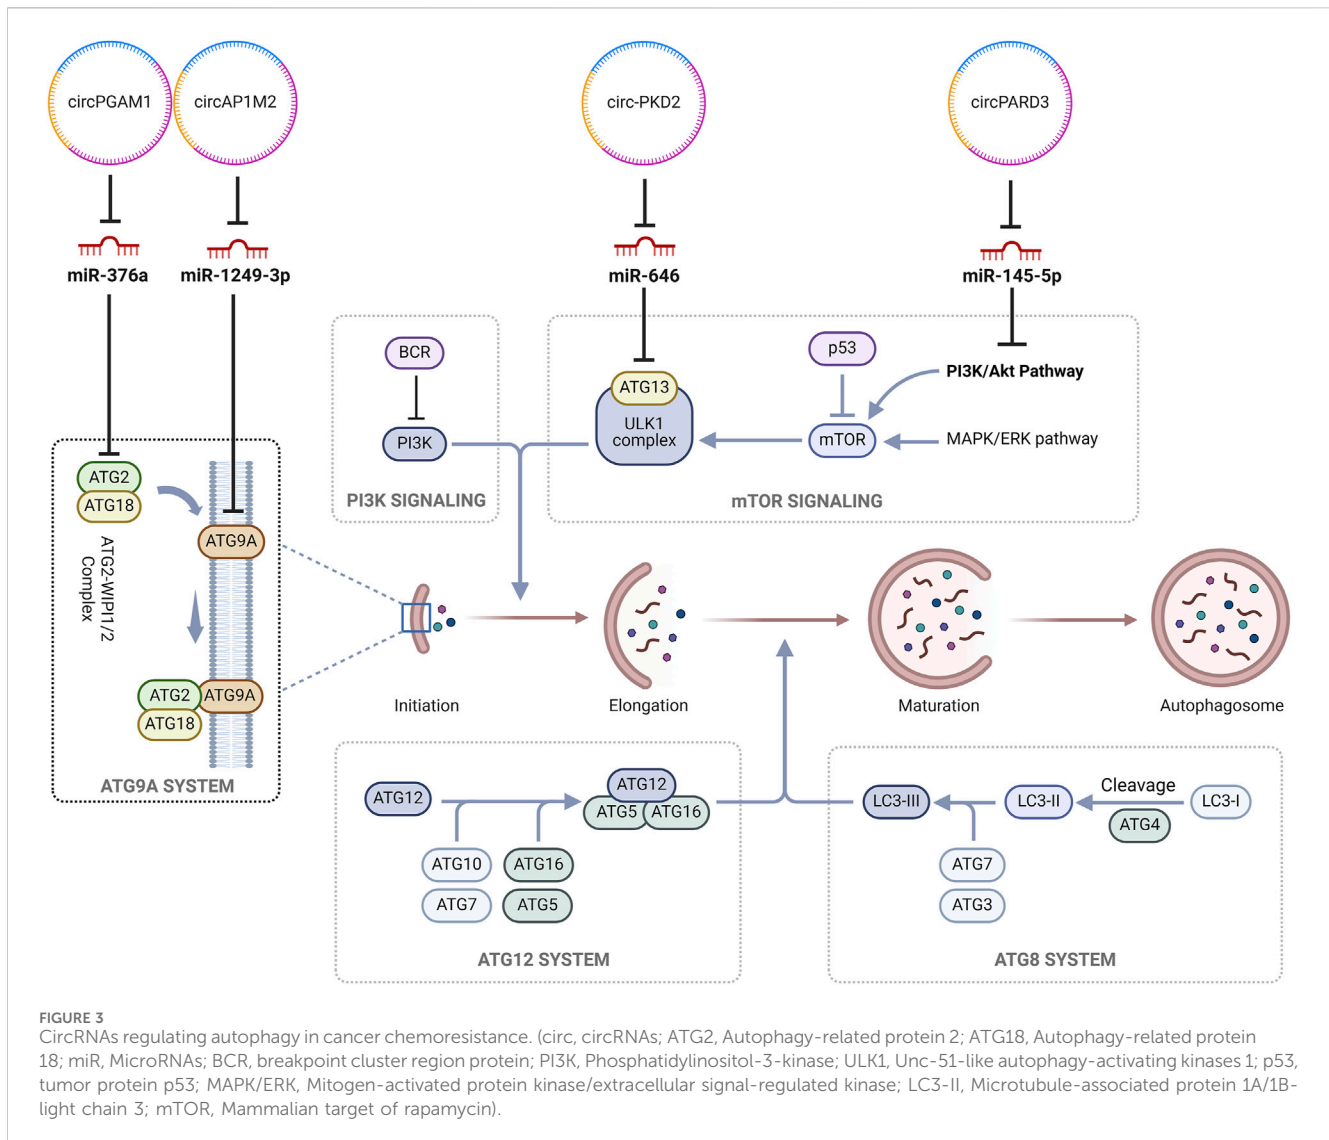 circPGAM1
circAP1M2
circ-PKD2
circPARD3
miR-376a
miR-1249-3p
miR-646
miR-145-5p
BCR
PI3K
PI3K SIGNALING
ATG13
ULK1
complex
p53
mTOR
PI3K/Akt Pathway
MAPK/ERK pathway
mTOR SIGNALING
ATG2
ATG18
ATG2-WIPI1/2
Complex
ATG9A
ATG2
ATG18
ATG9A
ATG9A SYSTEM
Initiation
Elongation
Maturation
Autophagosome
ATG12
ATG10
ATG7
ATG16
ATG5
ATG12
ATG5
ATG16
ATG12 SYSTEM
LC3-III
LC3-II
Cleavage
ATG4
LC3-I
ATG7
ATG3
ATG8 SYSTEM
FIGURE 3
CircRNAs regulating autophagy in cancer chemoresistance. (circ, circRNAs; ATG2, Autophagy-related protein 2; ATG18, Autophagy-related protein
18; miR, MicroRNAs; BCR, breakpoint cluster region protein; PI3K, Phosphatidylinositol-3-kinase; ULK1, Unc-51-like autophagy-activating kinases 1; p53,
tumor protein p53; MAPK/ERK, Mitogen-activated protein kinase/extracellular signal-regulated kinase; LC3-II, Microtubule-associated protein 1A/1B-
light chain 3; mTOR, Mammalian target of rapamycin).